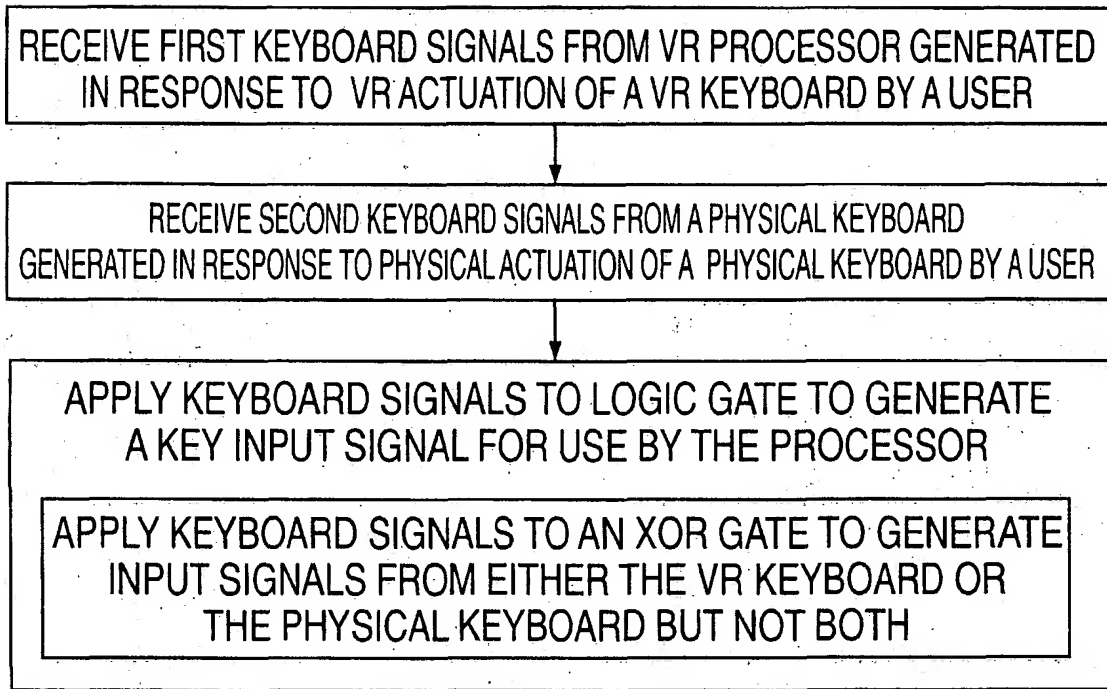 RECEIVE FIRST KEYBOARD SIGNALS FROM VR PROCESSOR GENERATED
IN RESPONSE TO VR ACTUATION OF A VR KEYBOARD BY A USER
RECEIVE SECOND KEYBOARD SIGNALS FROM A PHYSICAL KEYBOARD
GENERATED IN RESPONSE TO PHYSICAL ACTUATION OF A PHYSICAL KEYBOARD BY A USER
APPLY KEYBOARD SIGNALS TO LOGIC GATE TO GENERATE
A KEY INPUT SIGNAL FOR USE BY THE PROCESSOR
APPLY KEYBOARD SIGNALS TO AN XOR GATE TO GENERATE
INPUT SIGNALS FROM EITHER THE VR KEYBOARD OR
THE PHYSICAL KEYBOARD BUT NOT BOTH